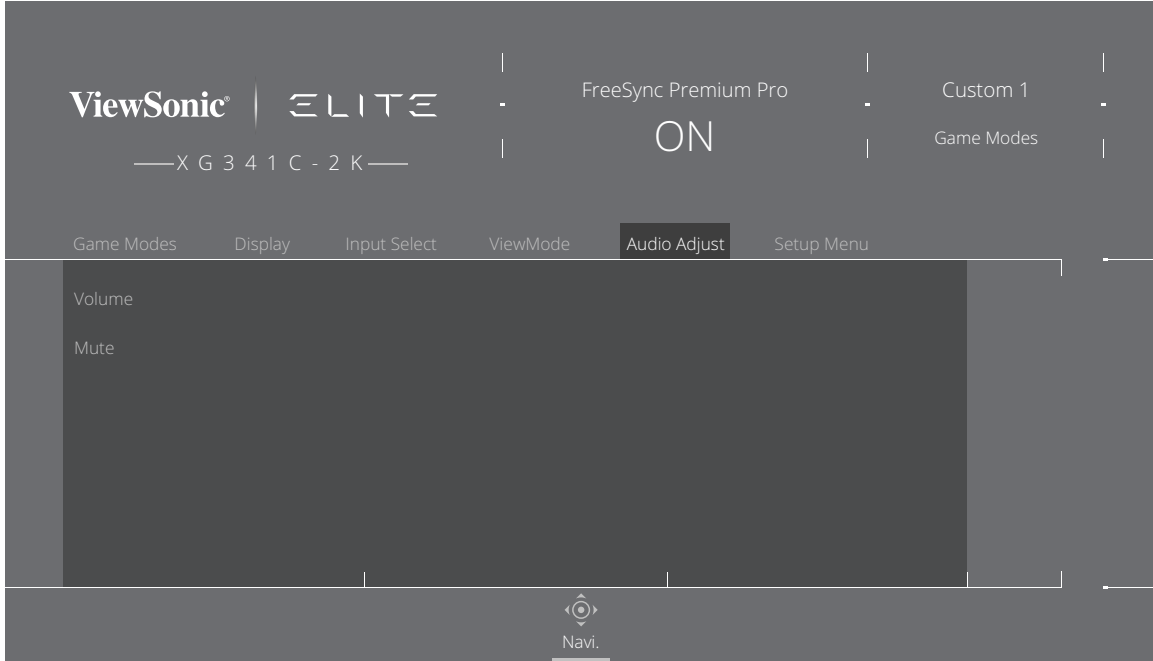 ViewSonic® ELITE
XG341C-2K
FreeSync Premium Pro
ON
Custom 1
Game Modes
Game Modes Display Input Select ViewMode Audio Adjust Setup Menu
Volume
Mute
Navi.